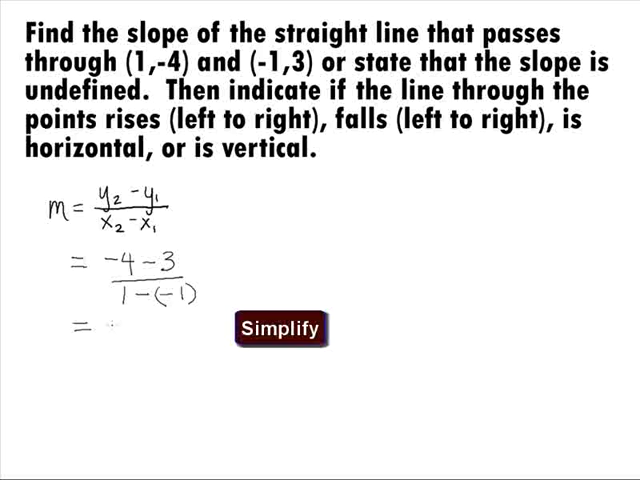 Find the slope of the straight line that passes
through (1,-4) and (-1,3) or state that the slope is
undefined.  Then indicate if the line through the
points rises (left to right), falls (left to right), is
horizontal, or is vertical.
m = y₂ - y₁ / x₂ - x₁
= -4 - 3 / 1 - (-1)
=
Simplify